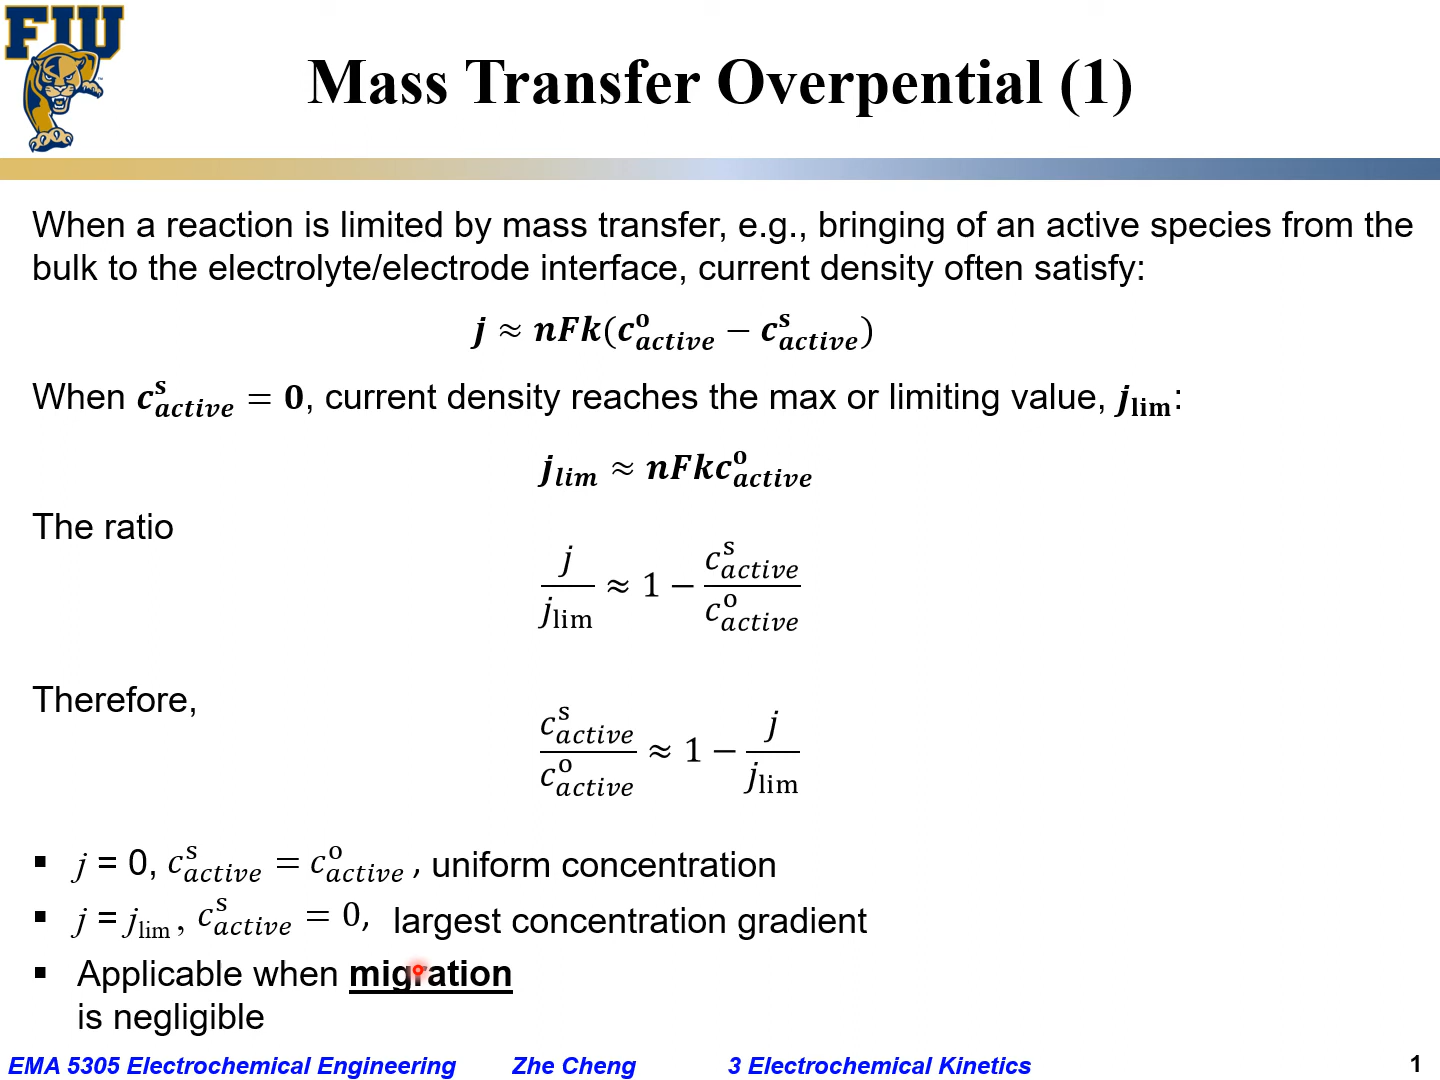 FIU
Mass Transfer Overpential (1)
When a reaction is limited by mass transfer, e.g., bringing of an active species from the
bulk to the electrolyte/electrode interface, current density often satisfy:
j ≈ nFk(c^o_active − c^s_active)
When c^s_active = 0, current density reaches the max or limiting value, j_lim:
j_lim ≈ nFkc^o_active
The ratio
j/j_lim ≈ 1 − c^s_active/c^o_active
Therefore,
c^s_active/c^o_active ≈ 1 − j/j_lim
▪ j = 0, c^s_active = c^o_active, uniform concentration
▪ j = j_lim, c^s_active = 0, largest concentration gradient
▪ Applicable when migration
is negligible
EMA 5305 Electrochemical Engineering Zhe Cheng 3 Electrochemical Kinetics 1